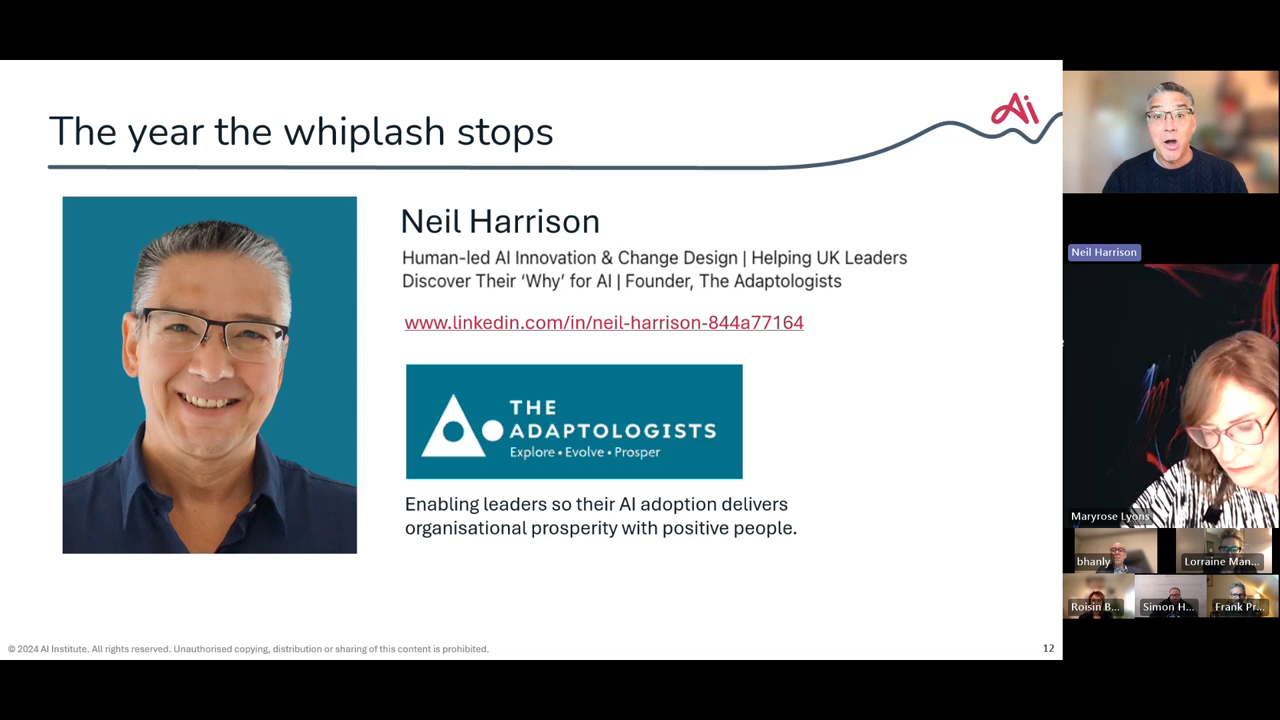 The year the whiplash stops
Ai
Neil Harrison
Human-led AI Innovation & Change Design | Helping UK Leaders
Discover Their ‘Why’ for AI | Founder, The Adaptologists
www.linkedin.com/in/neil-harrison-844a77164
THE
ADAPTOLOGISTS
Explore • Evolve • Prosper
Enabling leaders so their AI adoption delivers
organisational prosperity with positive people.
© 2024 AI Institute. All rights reserved. Unauthorised copying, distribution or sharing of this content is prohibited.
12
Neil Harrison
Maryrose Lyons
bhanly
Lorraine Man...
Roisin B...
Simon H...
Frank Pr...